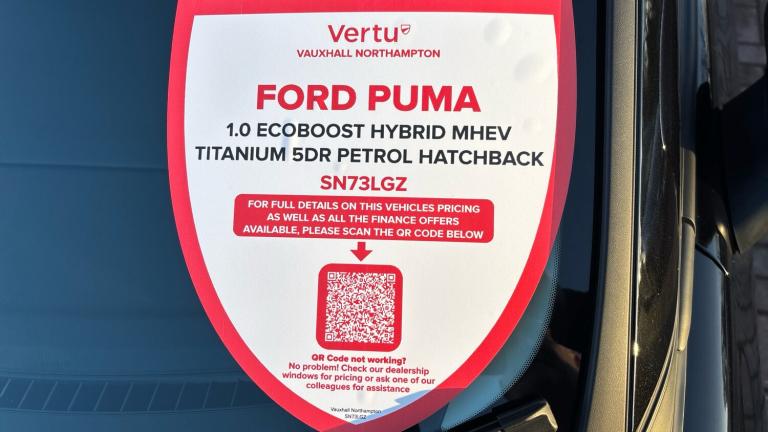 Vertu
VAUXHALL NORTHAMPTON
FORD PUMA
1.0 ECOBOOST HYBRID MHEV
TITANIUM 5DR PETROL HATCHBACK
SN73LGZ
FOR FULL DETAILS ON THIS VEHICLES PRICING
AS WELL AS ALL THE FINANCE OFFERS
AVAILABLE, PLEASE SCAN THE QR CODE BELOW
QR Code not working?
No problem! Check our dealership
windows for pricing or ask one of our
colleagues for assistance
Vauxhall Northampton
SN73LGZ